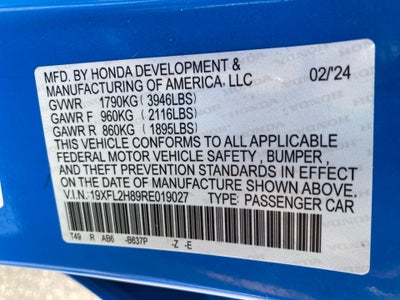 MFD. BY HONDA DEVELOPMENT &
MANUFACTURING OF AMERICA, LLC 02/'24
GVWR 1790KG (3946LBS)
GAWR F 960KG (2116LBS)
GAWR R 860KG (1895LBS)
THIS VEHICLE CONFORMS TO ALL APPLICABLE
FEDERAL MOTOR VEHICLE SAFETY, BUMPER,
AND THEFT PREVENTION STANDARDS IN EFFECT
ON THE DATE OF MANUFACTURE SHOWN ABOVE.
V.I.N.: 19XFL2H89RE019027 TYPE: PASSENGER CAR
T49 R AB6 -B637P -Z -E